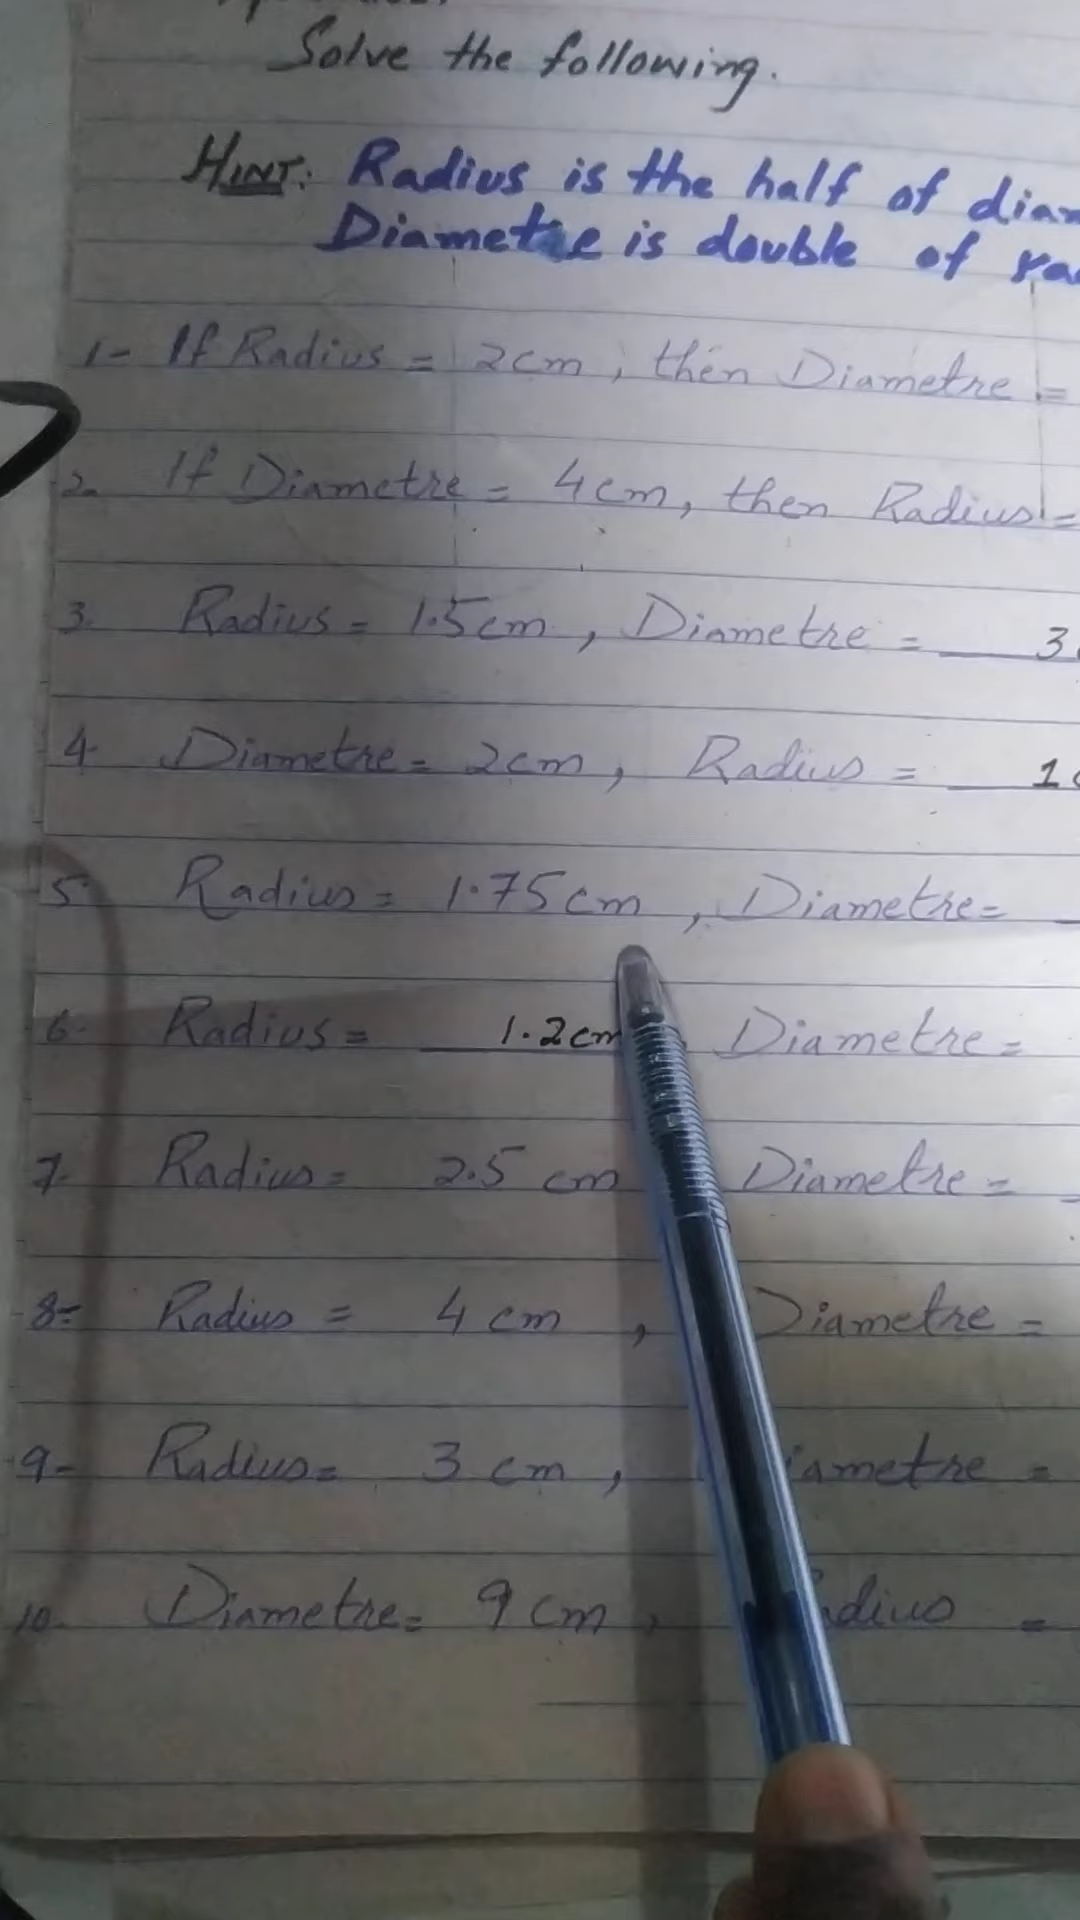 Solve the following.
HINT: Radius is the half of
Diametre is double of
1- If Radius = 2cm, then Diametre =
2. If Diametre = 4cm, then Radius =
3. Radius = 1.5cm, Diametre = 3
4. Diametre = 2cm, Radius = 1
5. Radius = 1.75cm, Diametre =
6. Radius = 1.2cm Diametre =
7. Radius = 2.5 cm Diametre =
8- Radius = 4 cm, Diametre =
9- Radius = 3 cm,
10. Diametre = 9 cm,